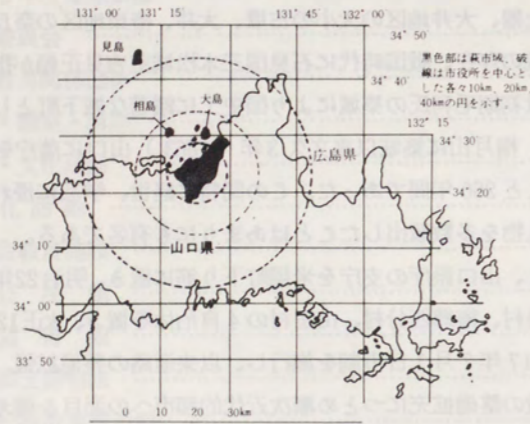 131° 00′
131° 15′
131° 45′
132° 00′
34° 50′
見島
黒色部は萩市域、破
線は市役所を中心と
した各々10km、20km
40kmの円を示す。
34° 40′
132° 15′
相島
大島
34° 30′
広島県
34° 20′
34° 10′
山口県
34° 00′
33° 50′
0 10 20 30km